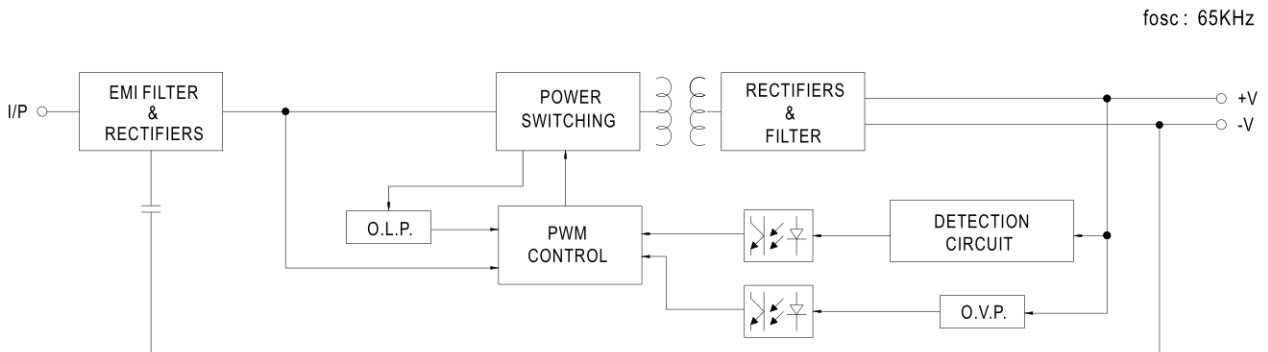 fosc : 65KHz
I/P
EMI FILTER
&
RECTIFIERS
POWER
SWITCHING
RECTIFIERS
&
FILTER
+V
-V
O.L.P.
PWM
CONTROL
DETECTION
CIRCUIT
O.V.P.